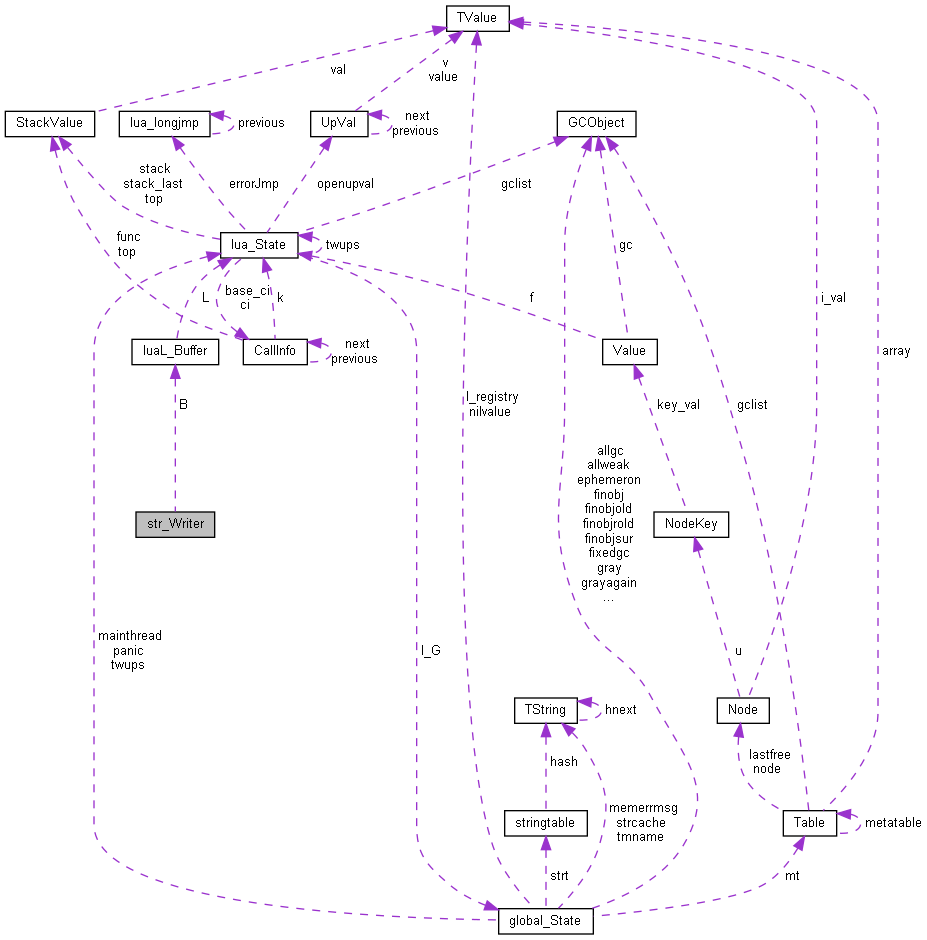 TValue
val
v
value
StackValue
lua_longjmp
previous
UpVal
next
previous
GCObject
stack
stack_last
top
errorJmp
openupval
gclist
func
top
lua_State
twups
gc
L
base_ci
ci
k
f
i_val
luaL_Buffer
CallInfo
next
previous
Value
array
B
l_registry
nilvalue
key_val
gclist
allgc
allweak
ephemeron
finobj
finobjold
finobjrold
finobjsur
fixedgc
gray
grayagain
...
str_Writer
NodeKey
mainthread
panic
twups
l_G
u
TString
hnext
Node
hash
lastfree
node
memerrmsg
strcache
tmname
stringtable
Table
metatable
strt
mt
global_State